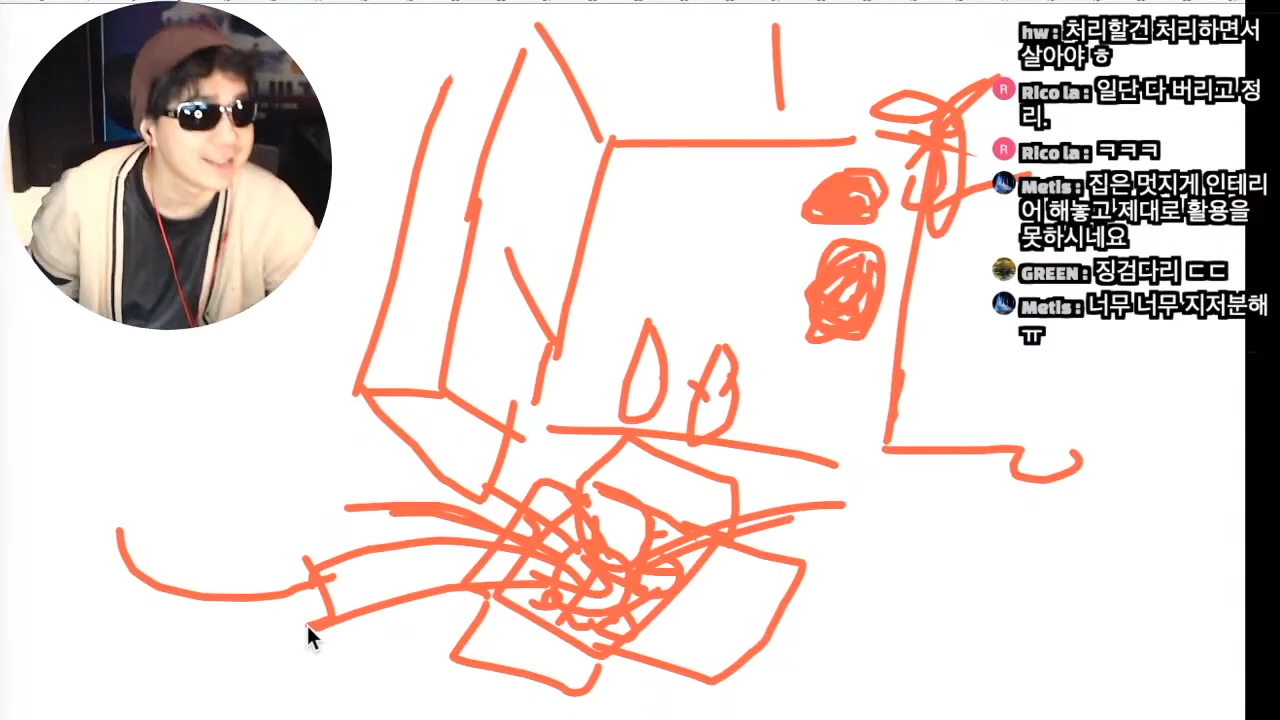 hw : 처리할건 처리하면서
살아야 ㅎ
Rico la : 일단 다 버리고 정
리.
Rico la : ㅋㅋㅋ
Metis : 집은 멋지게 인테리
어 해놓고 제대로 활용을
못하시네요
GREEN : 징검다리 ㄷㄷ
Metis : 너무 너무 지저분해
ㅠ